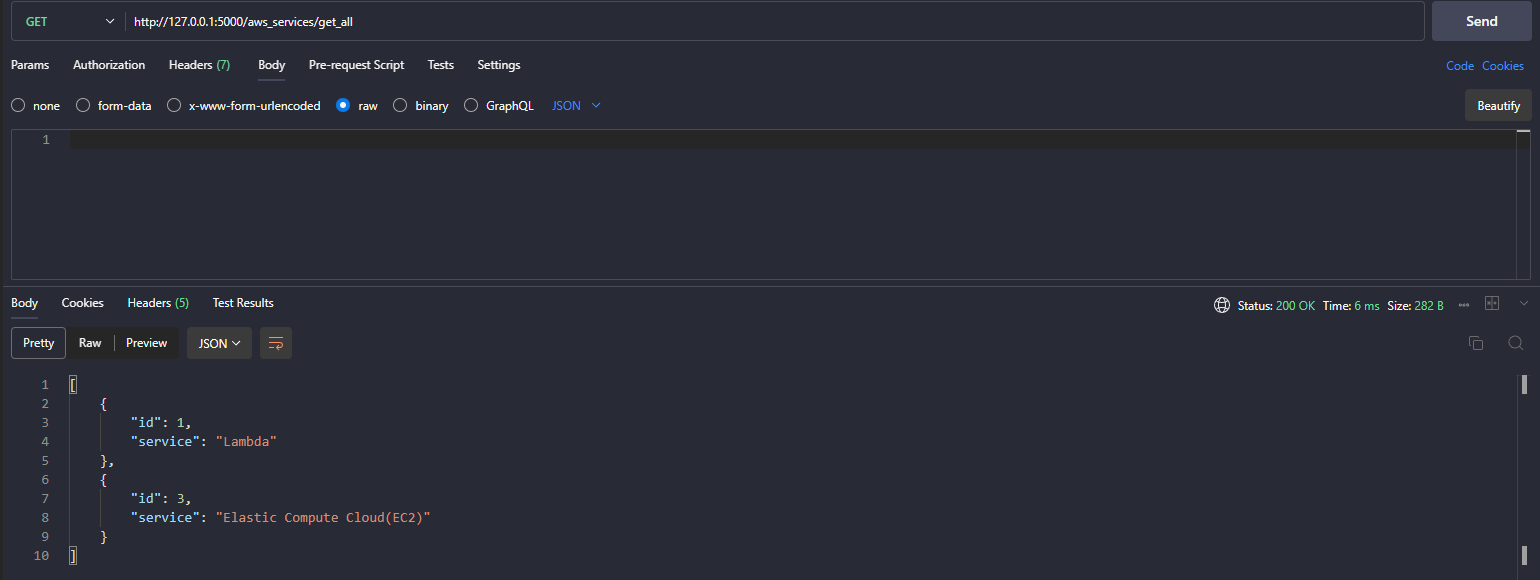 GET http://127.0.0.1:5000/aws_services/get_all Send
Params Authorization Headers (7) Body Pre-request Script Tests Settings Code Cookies
none form-data x-www-form-urlencoded raw binary GraphQL JSON Beautify
1
Body Cookies Headers (5) Test Results Status: 200 OK Time: 6 ms Size: 282 B
Pretty Raw Preview JSON
1 [
2 {
3 "id": 1,
4 "service": "Lambda"
5 },
6 {
7 "id": 3,
8 "service": "Elastic Compute Cloud(EC2)"
9 }
10 ]